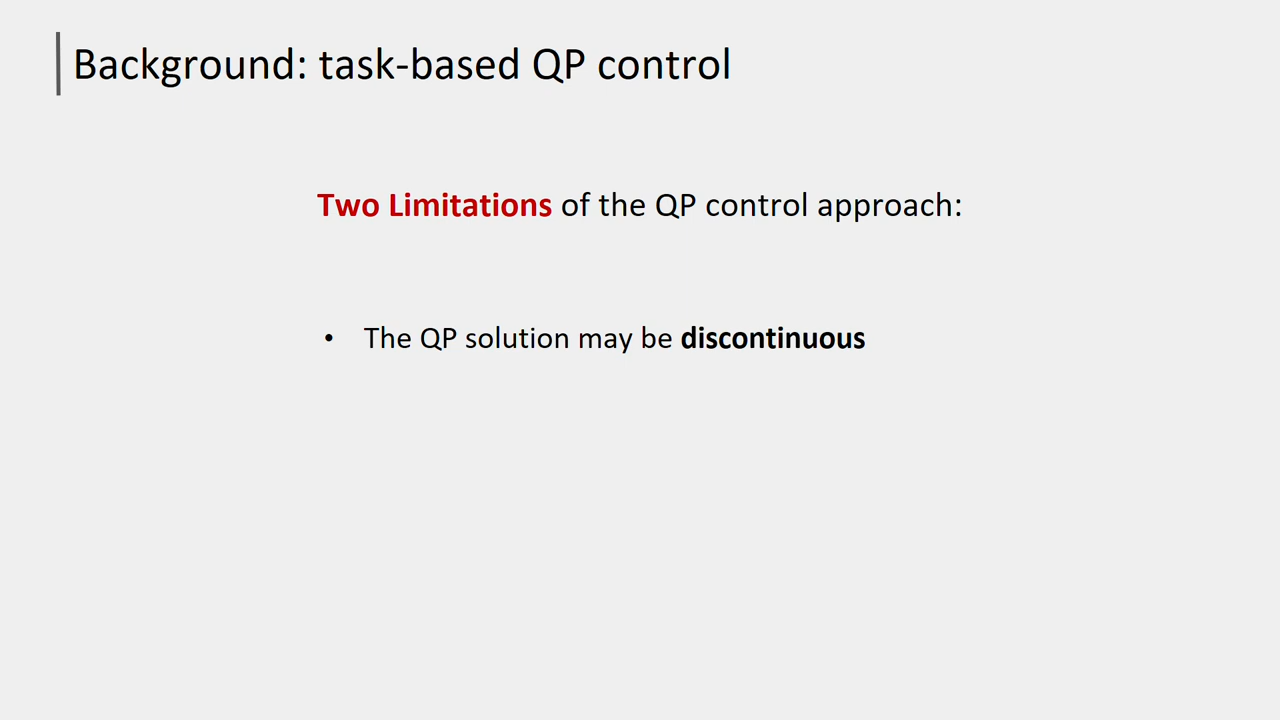 Background: task-based QP control
Two Limitations of the QP control approach:
• The QP solution may be discontinuous